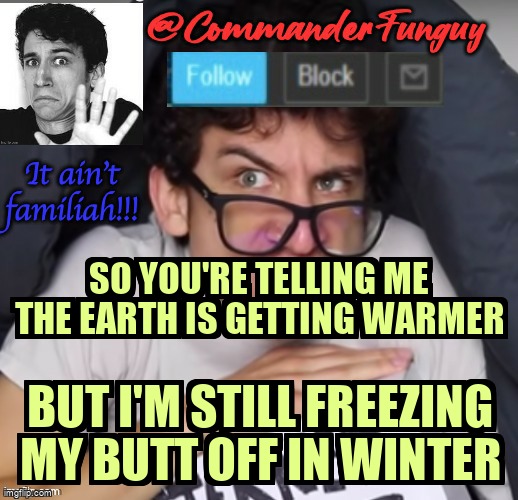 @CommanderFunguy
Follow Block
It ain't
familiah!!!
SO YOU'RE TELLING ME
THE EARTH IS GETTING WARMER
BUT I'M STILL FREEZING
MY BUTT OFF IN WINTER
imgflip.com